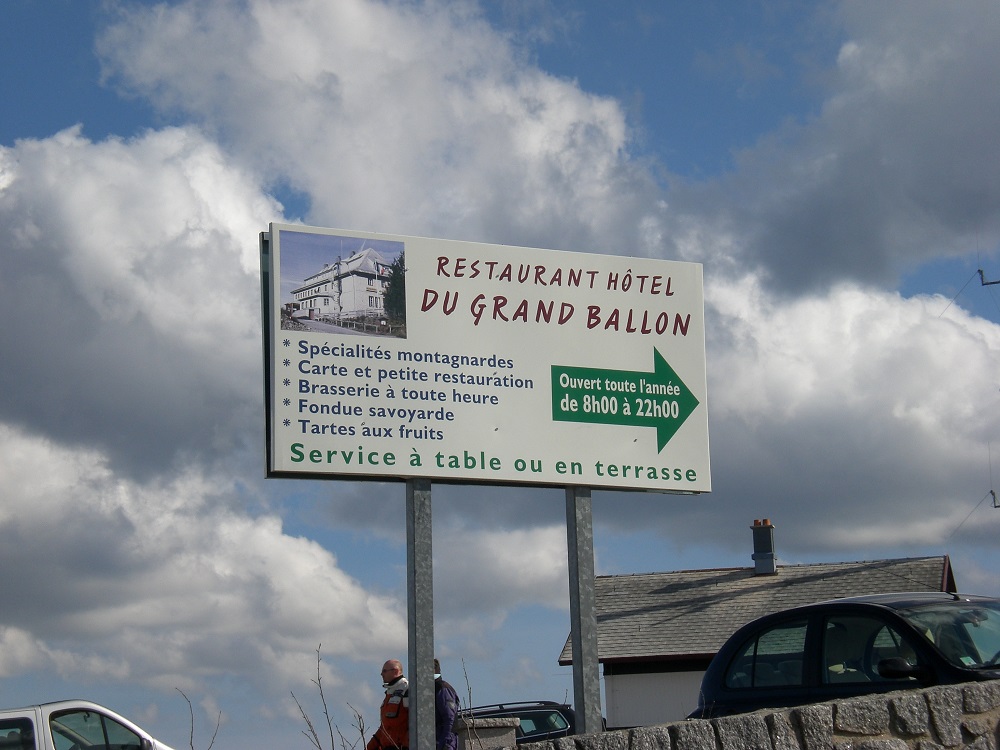 RESTAURANT HÔTEL
DU GRAND BALLON
* Spécialités montagnardes
* Carte et petite restauration
* Brasserie à toute heure
* Fondue savoyarde
* Tartes aux fruits
Ouvert toute l'année
de 8h00 à 22h00
Service à table ou en terrasse